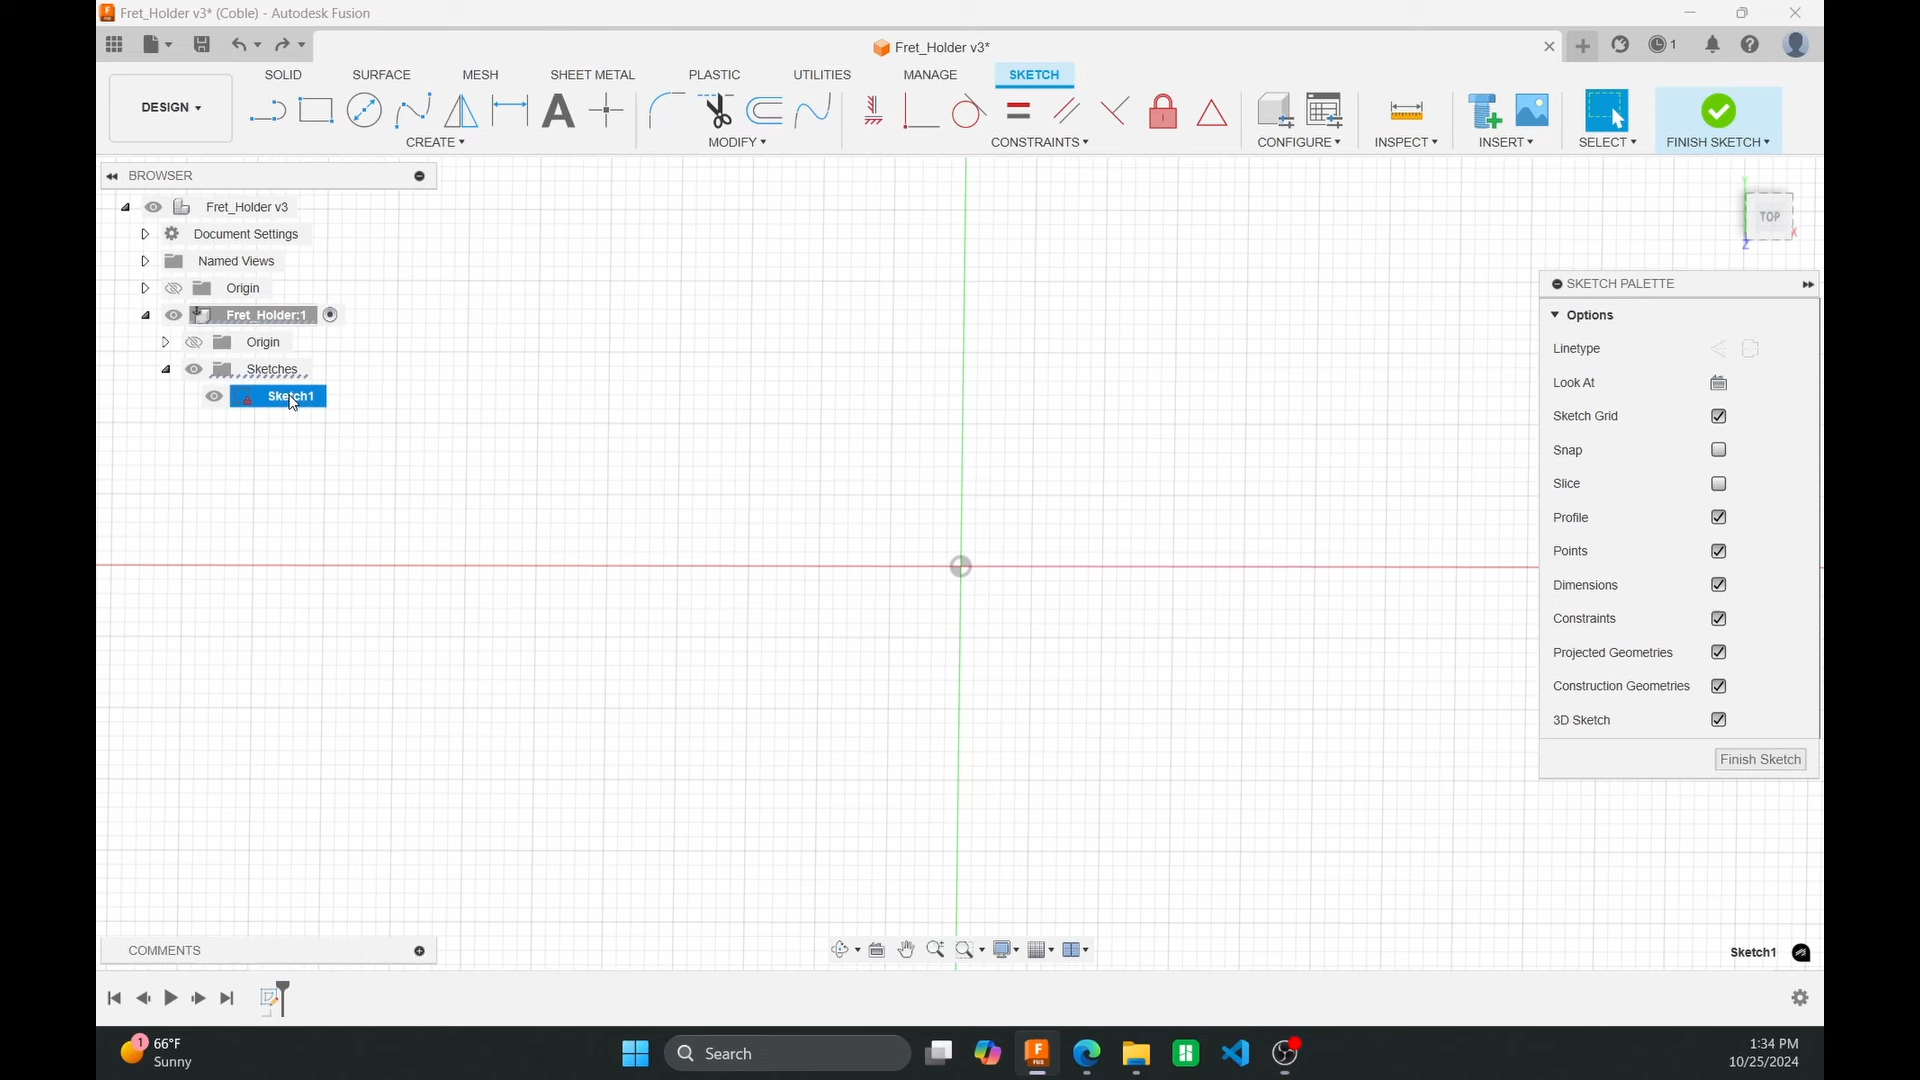 Fret_Holder v3* (Coble) - Autodesk Fusion
Fret_Holder v3*
1
SOLID
SURFACE
MESH
SHEET METAL
PLASTIC
UTILITIES
MANAGE
SKETCH
DESIGN
CREATE
MODIFY
CONSTRAINTS
CONFIGURE
INSPECT
INSERT
SELECT
FINISH SKETCH
BROWSER
Fret_Holder v3
Document Settings
Named Views
Origin
Fret_Holder:1
Origin
Sketches
Sketch1
TOP
Y
X
Z
SKETCH PALETTE
Options
Linetype
Look At
Sketch Grid
Snap
Slice
Profile
Points
Dimensions
Constraints
Projected Geometries
Construction Geometries
3D Sketch
Finish Sketch
COMMENTS
Sketch1
1
66°F
Sunny
Search
F
FUS
1:34 PM
10/25/2024